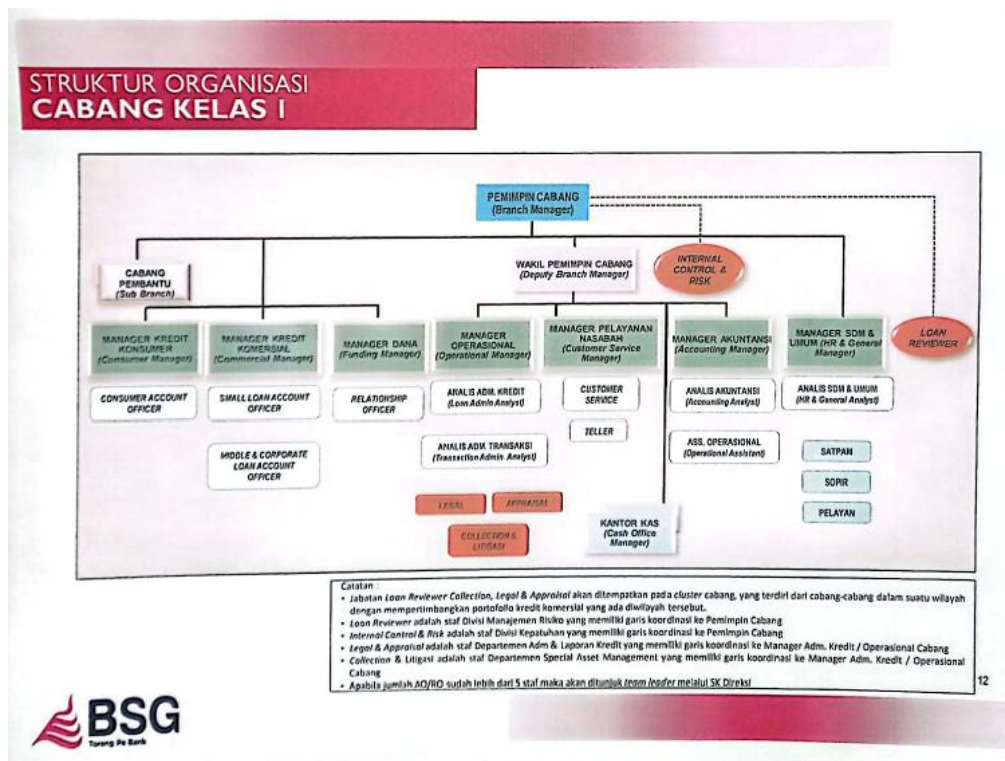 STRUKTUR ORGANISASI
CABANG KELAS I
PEMIMPIN CABANG
(Branch Manager)
CABANG
PEMBANTU
(Sub Branch)
WAKIL PEMIMPIN CABANG
(Deputy Branch Manager)
INTERNAL
CONTROL &
RISK
MANAGER KREDIT
KONSUMER
(Consumer Manager)
MANAGER KREDIT
KOMERSIAL
(Commercial Manager)
MANAGER DANA
(Funding Manager)
MANAGER
OPERASIONAL
(Operational Manager)
MANAGER PELAYANAN
NASABAH
(Customer Service
Manager)
MANAGER AKUNTANSI
(Accounting Manager)
MANAGER SDM &
UMUM (HR & General
Manager)
LOAN
REVIEWER
CONSUMER ACCOUNT
OFFICER
SMALL LOAN ACCOUNT
OFFICER
RELATIONSHIP
OFFICER
ANALIS ADM. KREDIT
(Loan Admin Analyst)
CUSTOMER
SERVICE
ANALIS AKUNTANSI
(Accounting Analyst)
ANALIS SDM & UMUM
(HR & General Analyst)
MIDDLE & CORPORATE
LOAN ACCOUNT
OFFICER
ANALIS ADM. TRANSAKSI
(Transaction Admin. Analyst)
TELLER
ASS. OPERASIONAL
(Operational Assistant)
SATPAM
SOPIR
PELAYAN
LEGAL
APPRAISAL
COLLECTION &
LITIGASI
KANTOR KAS
(Cash Office
Manager)
Catatan :
• Jabatan Loan Reviewer Collection, Legal & Appraisal akan ditempatkan pada cluster cabang, yang terdiri dari cabang-cabang dalam suatu wilayah
dengan mempertimbangkan portofolio kredit komersial yang ada diwilayah tersebut.
• Loan Reviewer adalah staf Divisi Manajemen Risiko yang memiliki garis koordinasi ke Pemimpin Cabang
• Internal Control & Risk adalah staf Divisi Kepatuhan yang memiliki garis koordinasi ke Pemimpin Cabang
• Legal & Appraisal adalah staf Departemen Adm & Laporan Kredit yang memiliki garis koordinasi ke Manager Adm. Kredit / Operasional Cabang
• Collection & Litigasi adalah staf Departemen Special Asset Management yang memiliki garis koordinasi ke Manager Adm. Kredit / Operasional
Cabang
• Apabila jumlah AO/RO sudah lebih dari 5 staf maka akan ditunjuk team leader melalui SK Direksi
12
BSG
Torang Pe Bank